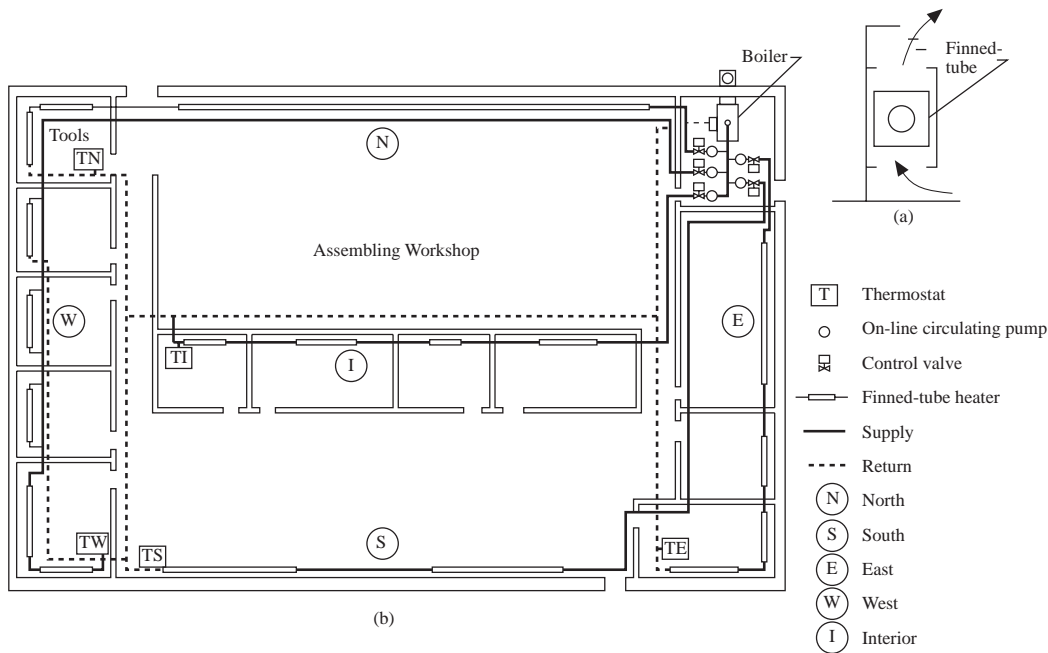 Boiler
Finned-
tube
(a)
Tools
TN
N
Assembling Workshop
W
E
TI
I
TW
TS
S
TE
(b)
T Thermostat
On-line circulating pump
Control valve
Finned-tube heater
Supply
Return
N North
S South
E East
W West
I Interior